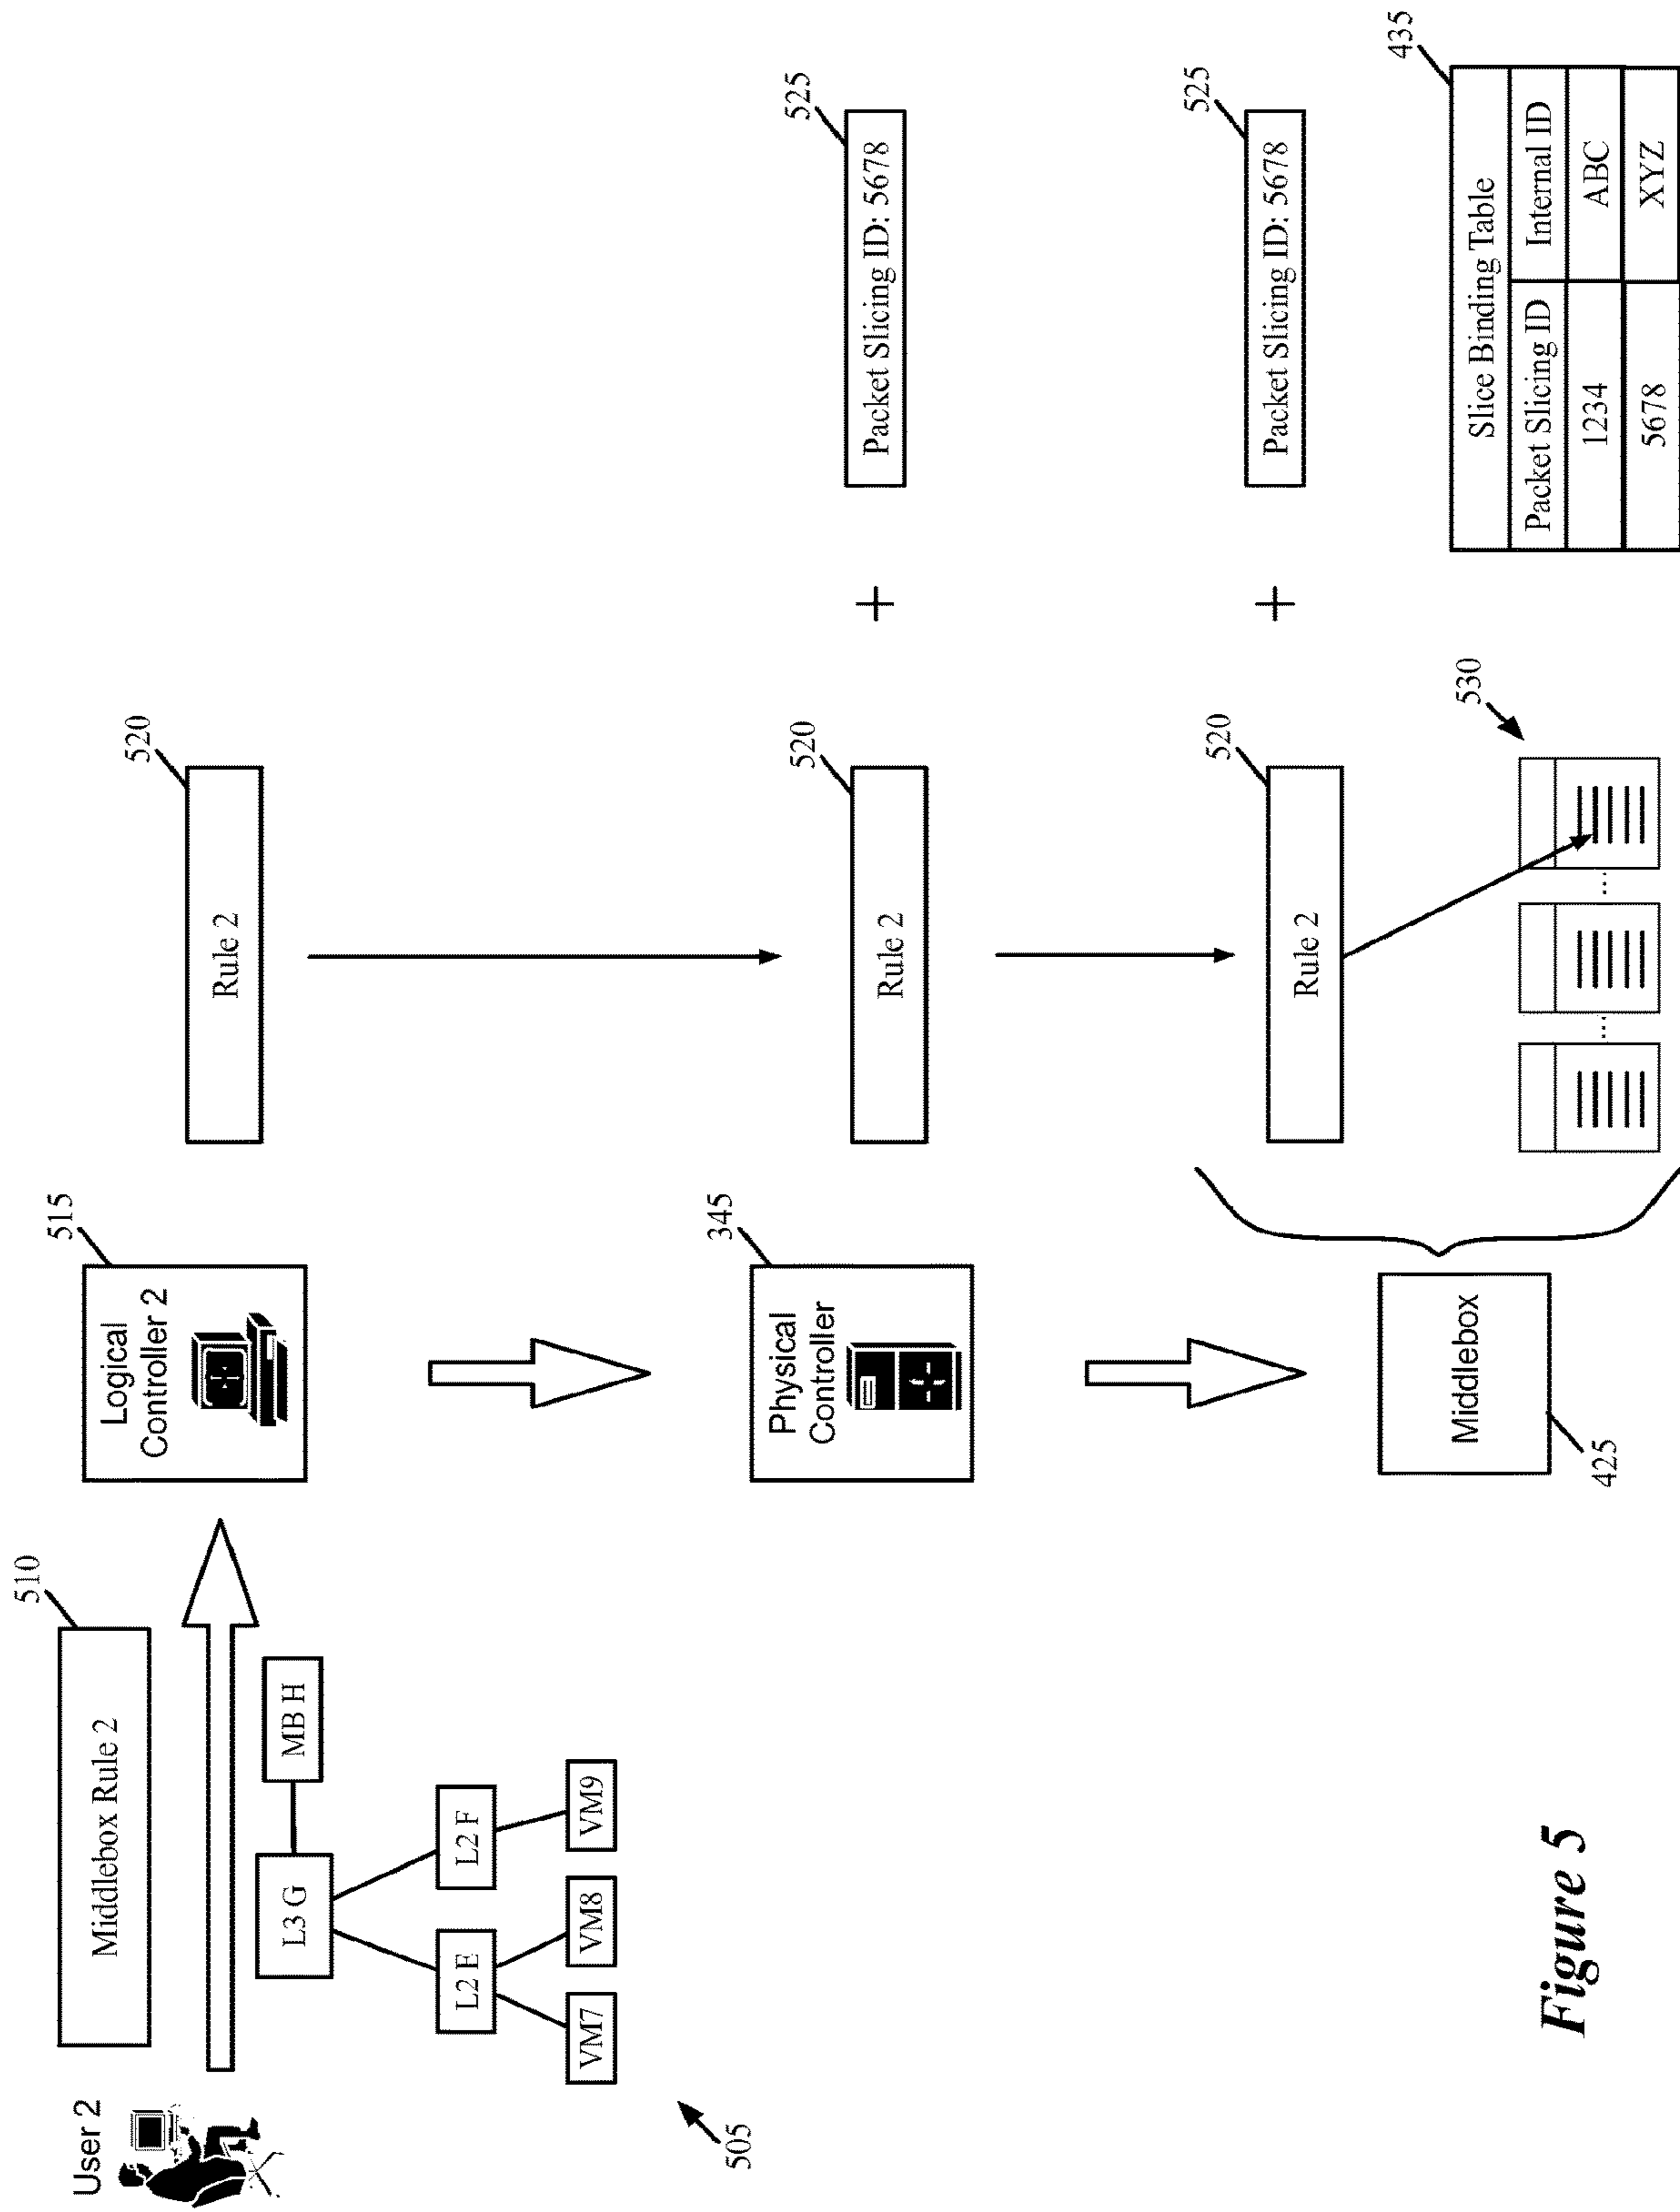 User 2
Middlebox Rule 2
510
L3 G
MB H
L2 E
L2 F
VM7
VM8
VM9
505
Logical
Controller 2
515
Rule 2
520
Physical
Controller
345
Rule 2
520
+
Packet Slicing ID: 5678
525
Middlebox
425
Rule 2
520
+
Packet Slicing ID: 5678
525
...
...
530
Slice Binding Table
Packet Slicing ID
Internal ID
1234
ABC
5678
XYZ
435
Figure 5